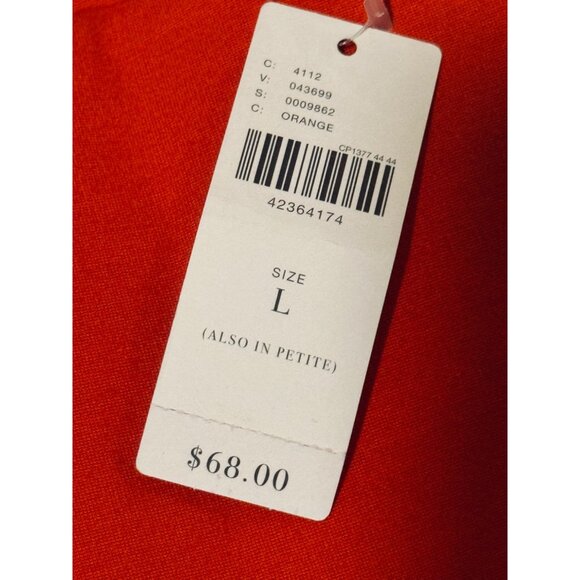 C: 4112
V: 043699
S: 0009862
C: ORANGE
CP1377 44 44
42364174
SIZE
L
(ALSO IN PETITE)
$68.00